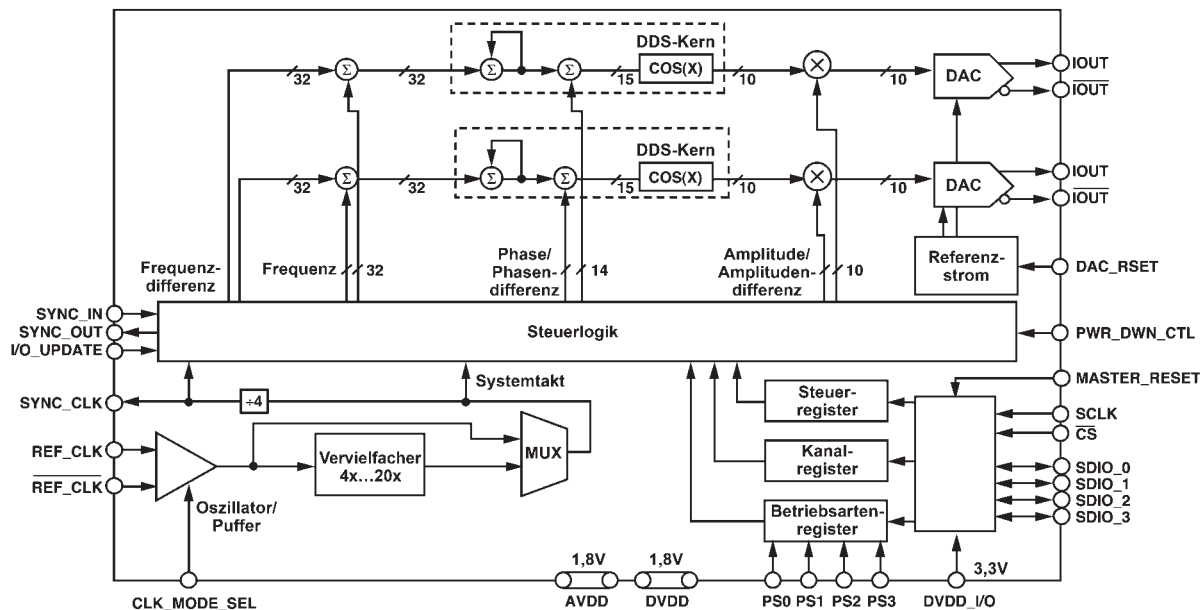 DDS-Kern
Σ
Σ
Σ
COS(X)
×
DAC
32
32
15
10
10
IOUT
IOUT
DDS-Kern
Σ
Σ
Σ
COS(X)
×
DAC
32
32
15
10
10
IOUT
IOUT
Frequenz-
differenz
Frequenz
32
Phase/
Phasen-
differenz
14
Amplitude/
Amplituden-
differenz
10
Referenz-
strom
DAC_RSET
SYNC_IN
SYNC_OUT
I/O_UPDATE
Steuerlogik
PWR_DWN_CTL
Systemtakt
MASTER_RESET
SYNC_CLK
÷4
Steuer-
register
SCLK
CS
REF_CLK
REF_CLK
Vervielfacher
4x...20x
MUX
Kanal-
register
SDIO_0
SDIO_1
SDIO_2
SDIO_3
Oszillator/
Puffer
Betriebsarten-
register
1,8V
1,8V
3,3V
CLK_MODE_SEL
AVDD
DVDD
PS0
PS1
PS2
PS3
DVDD_I/O